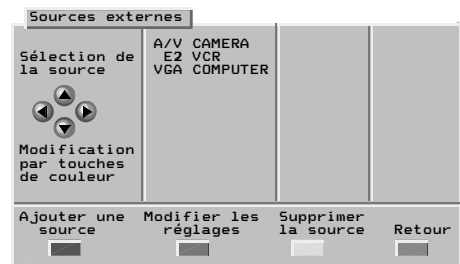 Sources externes
Sélection de
la source
A/V CAMERA
E2 VCR
VGA COMPUTER
Modification
par touches
de couleur
Ajouter une
source
Modifier les
réglages
Supprimer
la source
Retour